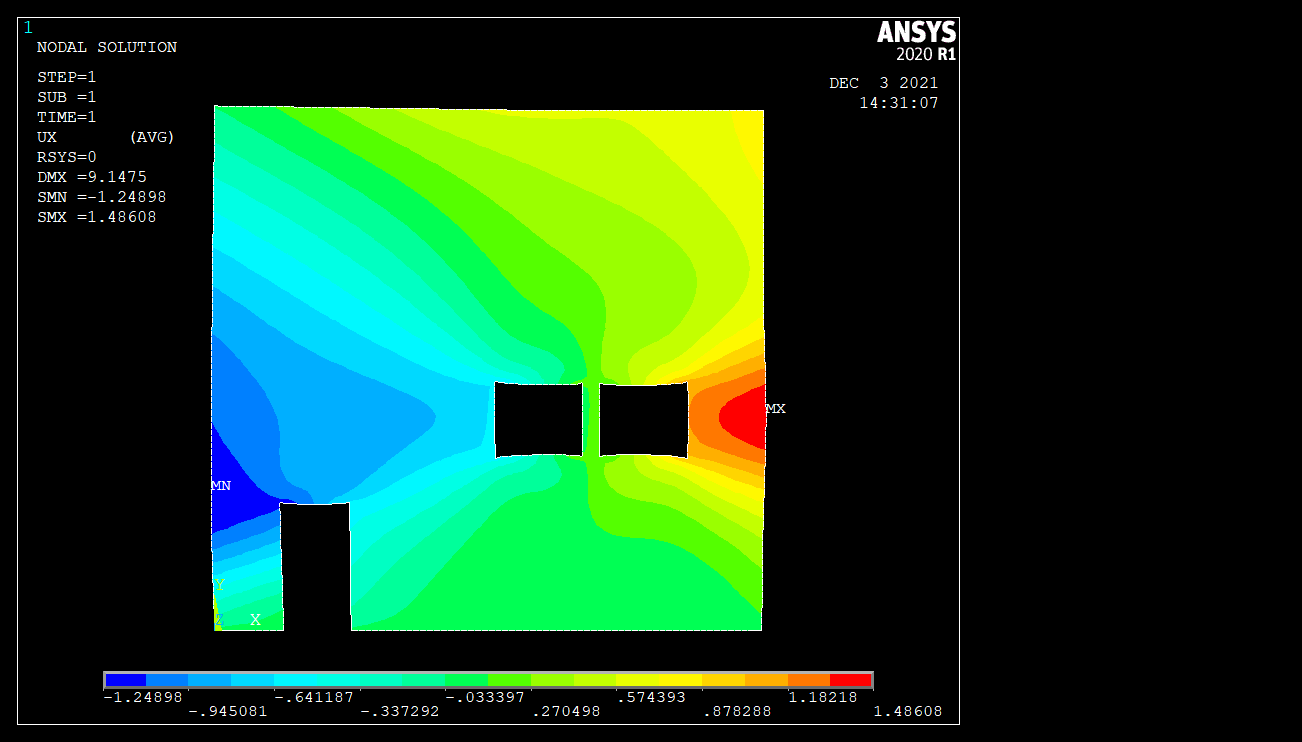 1
NODAL SOLUTION
STEP=1
SUB =1
TIME=1
UX (AVG)
RSYS=0
DMX =9.1475
SMN =-1.24898
SMX =1.48608
ANSYS
2020 R1
DEC 3 2021
14:31:07
MX
MN
Y
Z X
-1.24898 -.641187 -.033397 .574393 1.18218
-.945081 -.337292 .270498 .878288 1.48608